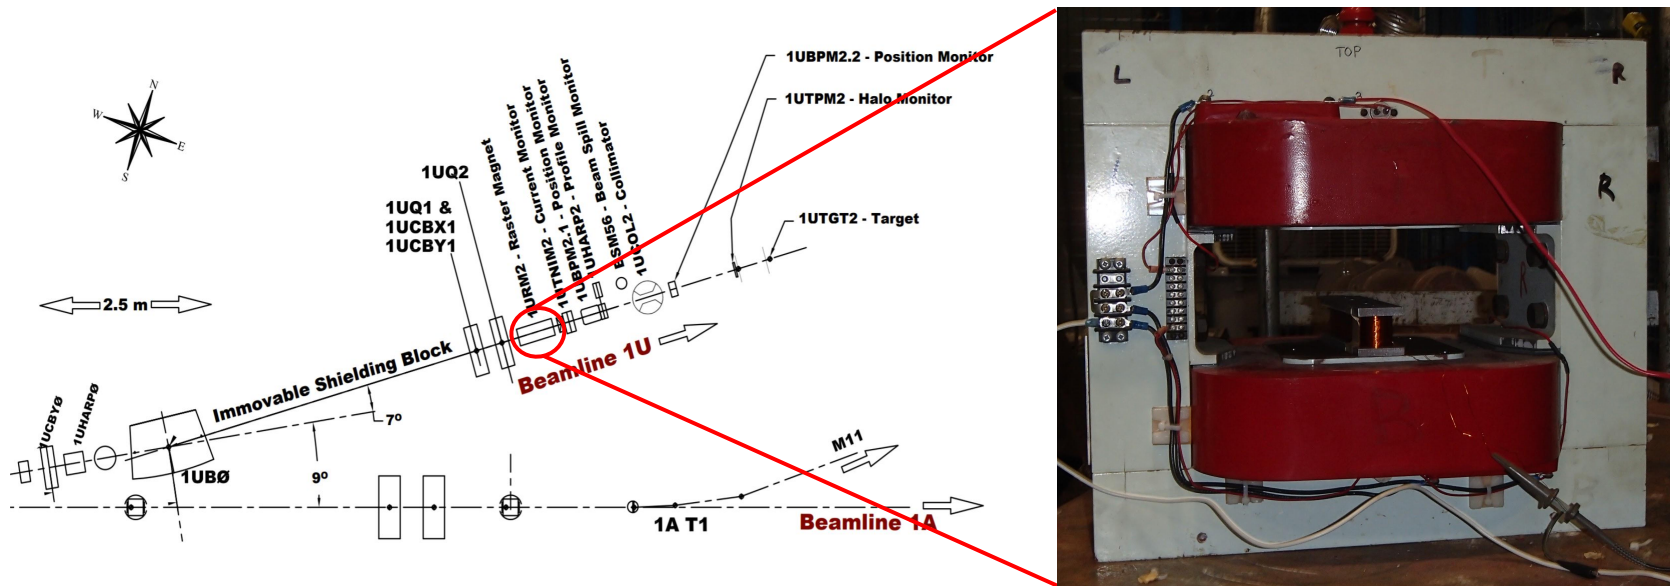 N
W
E
S
1UBPM2.2 - Position Monitor
1UTPM2 - Halo Monitor
1UTGT2 - Target
1UQ2
1UQ1 &
1UCBX1
1UCBY1
1URM2 - Raster Magnet
1UTNIM2 - Current Monitor
1UBPM2.1 - Position Monitor
1UHARP2 - Profile Monitor
BSM56 - Beam Spill Monitor
1UCOL2 - Collimator
2.5 m
Immovable Shielding Block
Beamline 1U
1UCBYØ
1UHARPØ
1UBØ
7º
9º
M11
1A T1
Beamline 1A
TOP
L
T
R
R
R
B